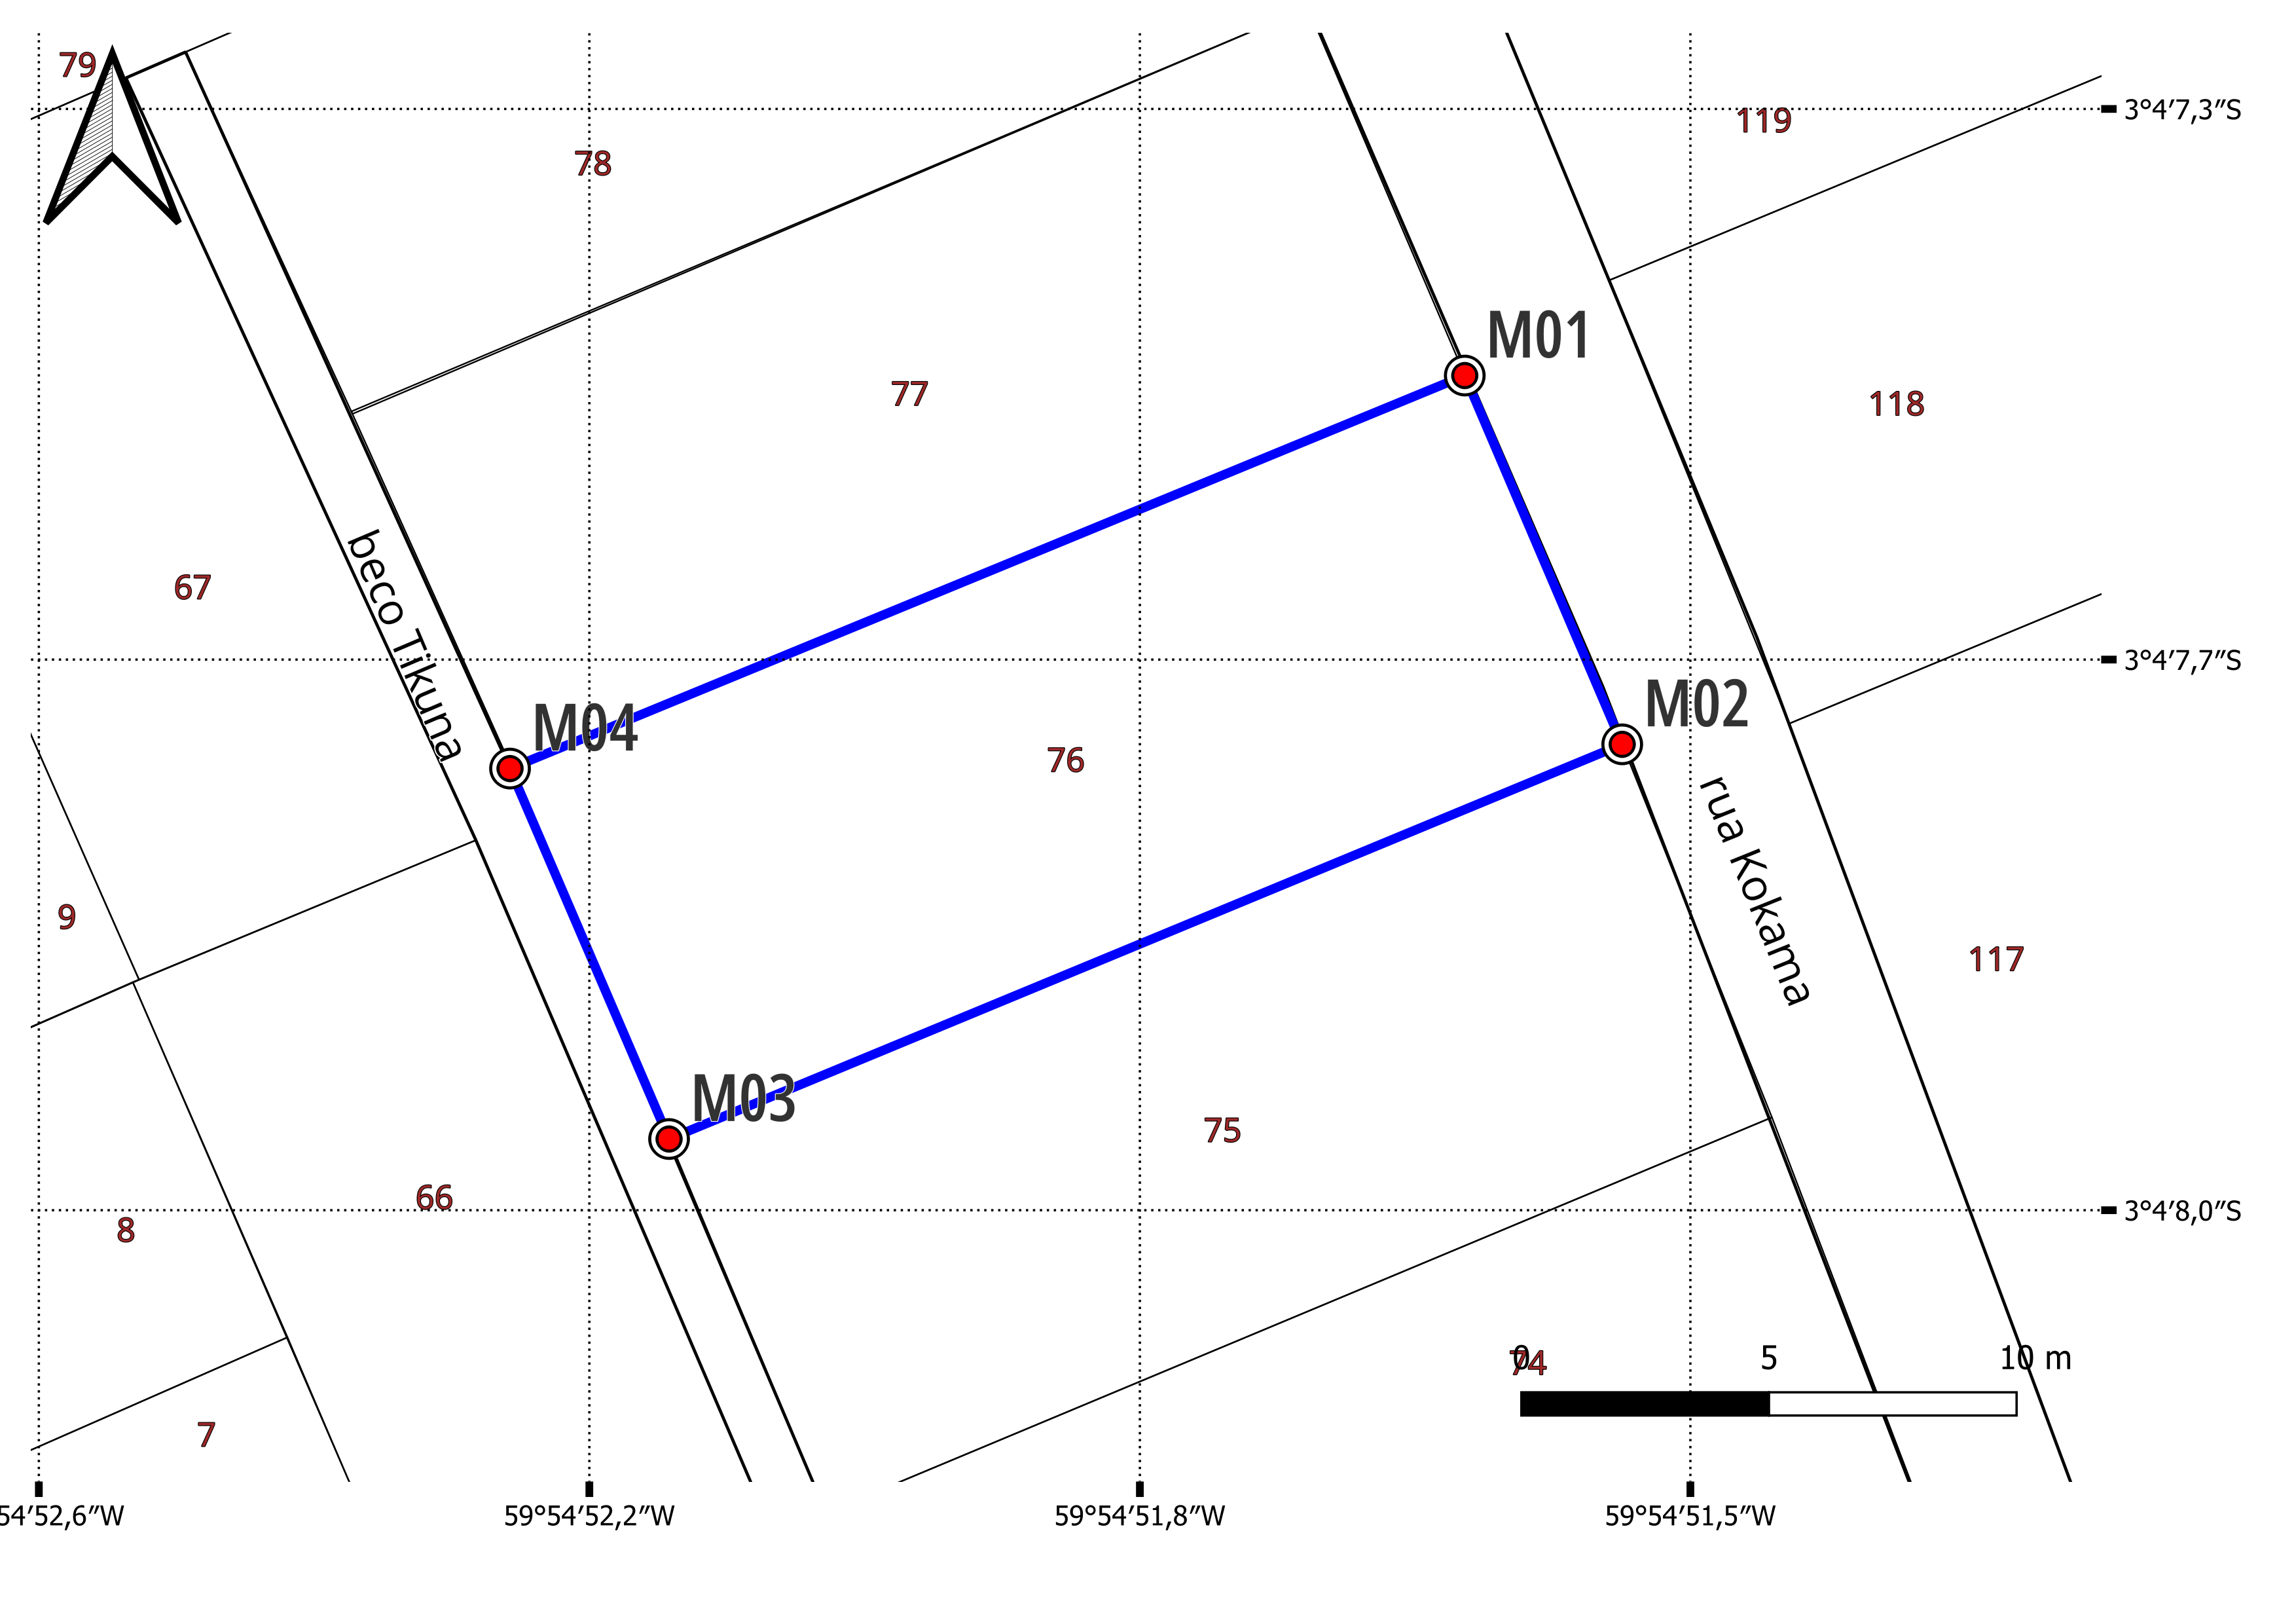 79
3°4′7,3″S
119
78
M01
77
118
beco Tikuna
67
3°4′7,7″S
M02
M04
76
rua Kokama
9
117
M03
75
66
3°4′8,0″S
8
0
5
10 m
74
7
54′52,6″W
59°54′52,2″W
59°54′51,8″W
59°54′51,5″W